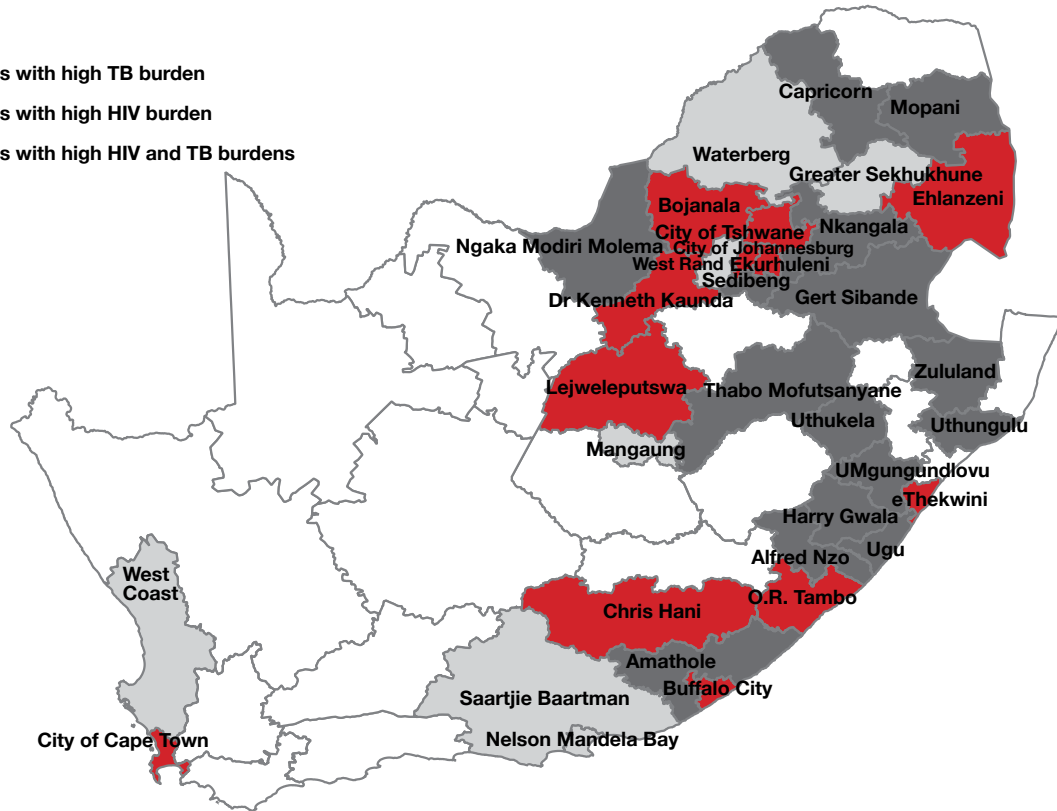 s with high TB burden
s with high HIV burden
s with high HIV and TB burdens
Capricorn
Mopani
Waterberg
Greater Sekhukhune
Ehlanzeni
Bojanala
City of Tshwane
Nkangala
Ngaka Modiri Molema
City of Johannesburg
West Rand
Ekurhuleni
Sedibeng
Dr Kenneth Kaunda
Gert Sibande
Zululand
Lejweleputswa
Thabo Mofutsanyane
Uthukela
Uthungulu
Mangaung
UMgungundlovu
eThekwini
Harry Gwala
Alfred Nzo
Ugu
West
Coast
O.R. Tambo
Chris Hani
Amathole
Buffalo City
Saartjie Baartman
City of Cape Town
Nelson Mandela Bay